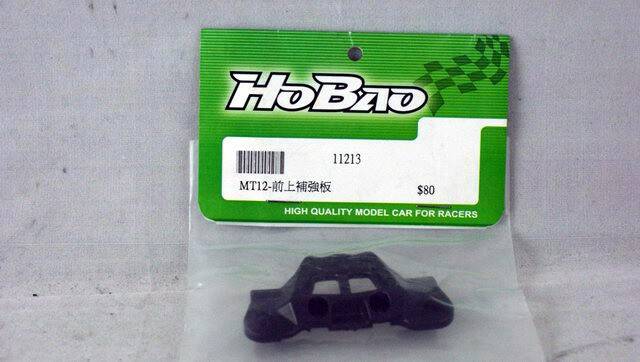 HoBao
11213
MT12-前上補強板 $80
HIGH QUALITY MODEL CAR FOR RACERS